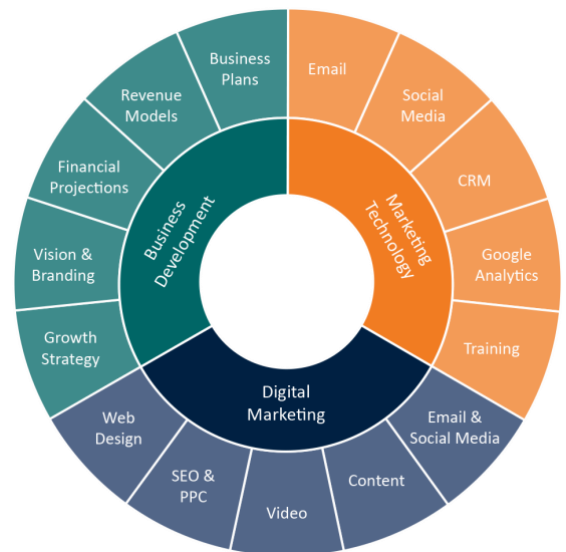 Business
Plans
Email
Revenue
Models
Social
Media
Financial
Projections
CRM
Business
Development
Marketing
Technology
Vision &
Branding
Google
Analytics
Growth
Strategy
Training
Digital
Marketing
Web
Design
Email &
Social Media
SEO &
PPC
Content
Video